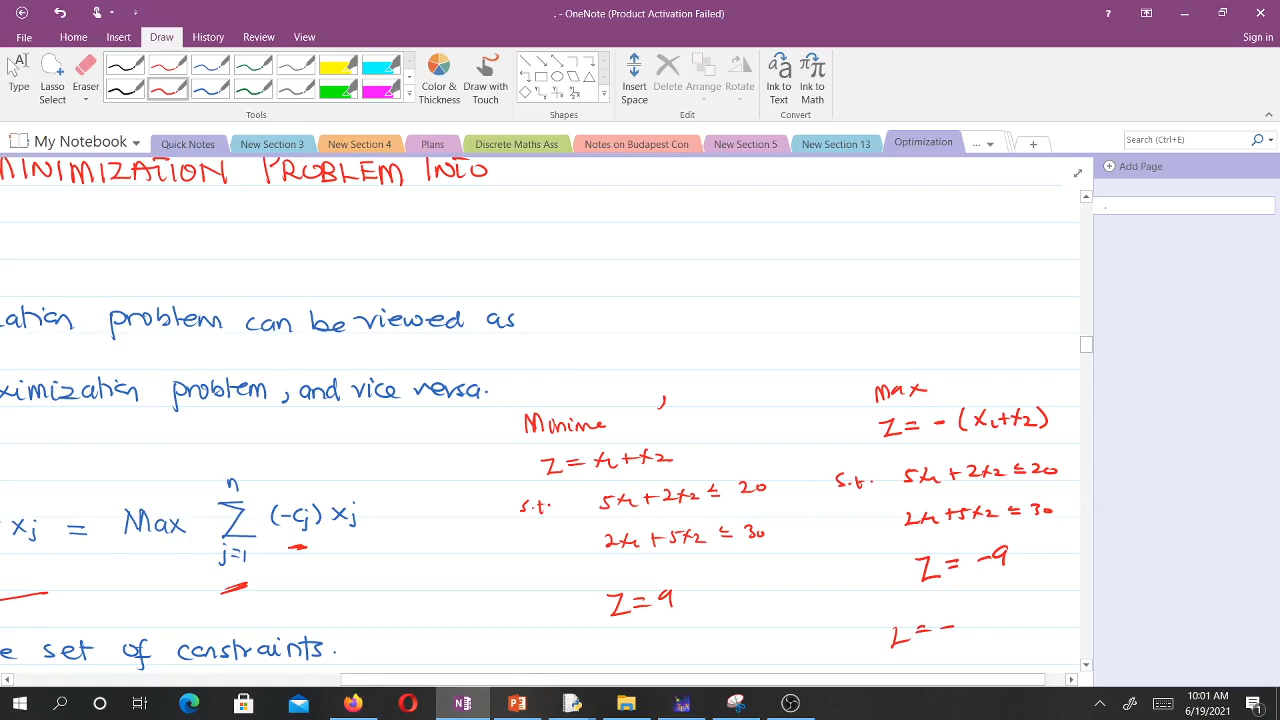 . - OneNote (Product Activation Failed)
?
File Home Insert Draw History Review View
Sign in
Type Lasso Select Eraser Color & Thickness Draw with Touch Insert Space Delete Arrange Rotate Ink to Text Ink to Math
Tools Shapes Edit Convert
My Notebook Quick Notes New Section 3 New Section 4 Plans Discrete Maths Ass Notes on Budapest Con New Section 5 New Section 13 Optimization ... +
Search (Ctrl+E)
Add Page
.
MINIMIZATION PROBLEM INTO
ation problem can be viewed as
ximization problem, and vice versa.
xj = Max n Σ j=1 (-cj) xj
e set of constraints.
,
Z = x1+x2
s.t. 5x1 + 2x2 ≤ 20
2x1 + 5x2 ≤ 30
Z = 9
Max
Z = - (x1+x2)
s.t. 5x1 + 2x2 ≤ 20
2x1 + 5x2 ≤ 30
Z = -9
Z = -
10:01 AM
6/19/2021